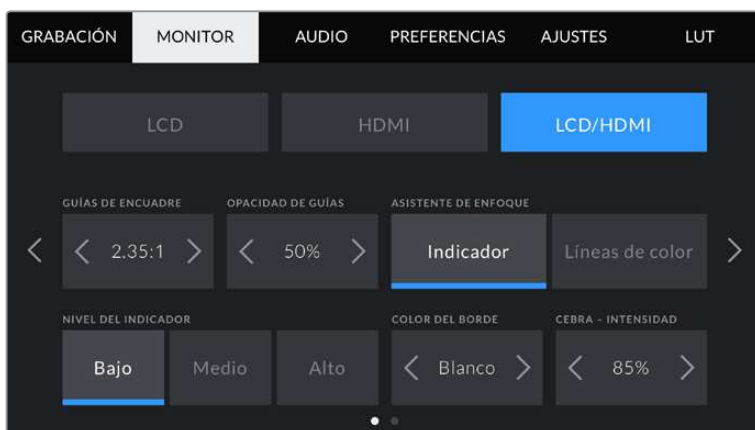 GRABACIÓN MONITOR AUDIO PREFERENCIAS AJUSTES LUT
LCD HDMI LCD/HDMI
GUÍAS DE ENCUADRE OPACIDAD DE GUÍAS ASISTENTE DE ENFOQUE
2.35:1 50% Indicador Líneas de color
NIVEL DEL INDICADOR COLOR DEL BORDE CEBRA – INTENSIDAD
Bajo Medio Alto Blanco 85%